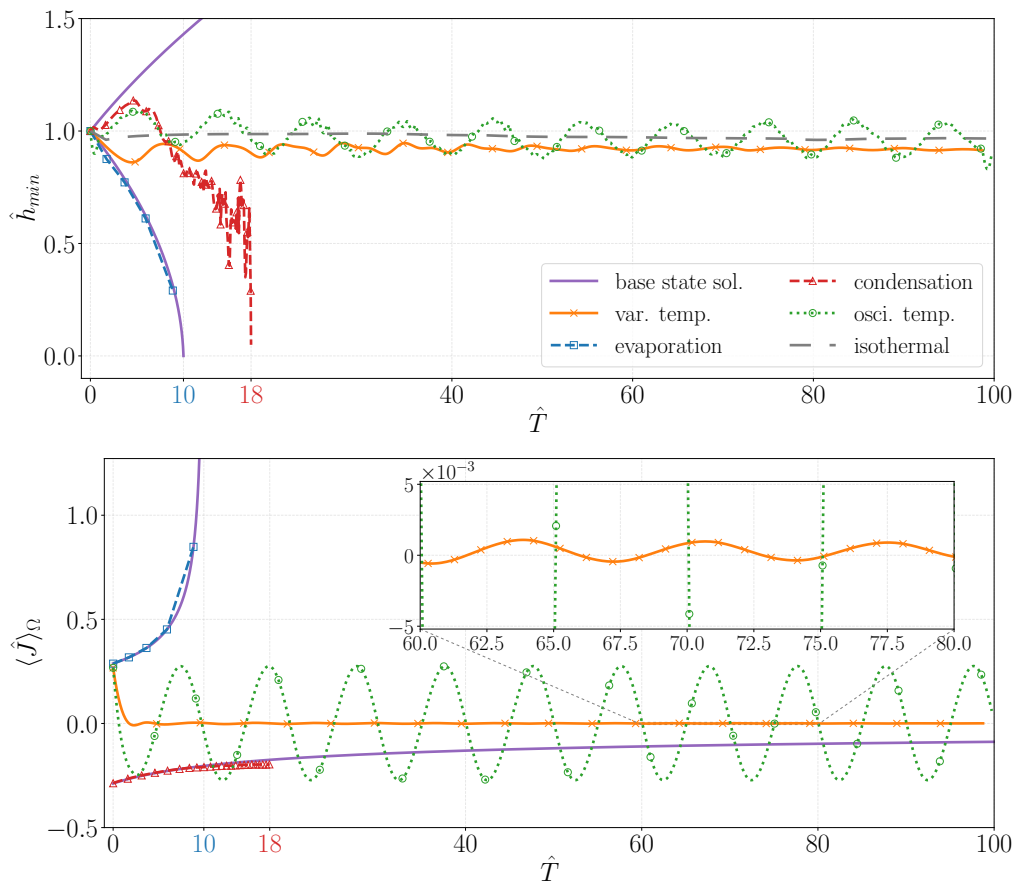 1.5
1.0
0.5
0.0
ĥ_min
base state sol.
var. temp.
evaporation
condensation
osci. temp.
isothermal
0 10 18 40 60 80 100
T̂
×10⁻³
5
0
−5
60.0 62.5 65.0 67.5 70.0 72.5 75.0 77.5 80.0
1.0
0.5
0.0
−0.5
⟨Ĵ⟩_Ω
0 10 18 40 60 80 100
T̂